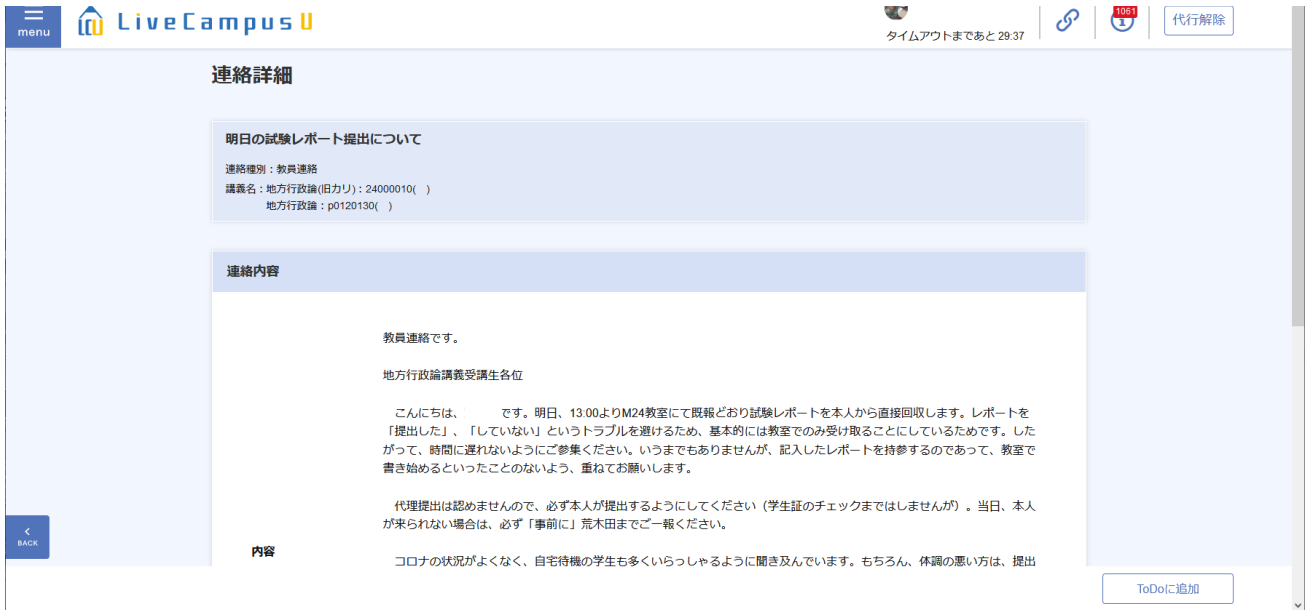 menu
LiveCampusU
タイムアウトまであと 29:37
1061
代行解除
連絡詳細
明日の試験レポート提出について
連絡種別：教員連絡
講義名：地方行政論(旧カリ)：24000010( )
地方行政論：p0120130( )
連絡内容
教員連絡です。
地方行政論講義受講生各位
こんにちは、 です。明日、13:00よりM24教室にて既報どおり試験レポートを本人から直接回収します。レポートを
「提出した」、「していない」というトラブルを避けるため、基本的には教室でのみ受け取ることにしているためです。した
がって、時間に遅れないようにご参集ください。いうまでもありませんが、記入したレポートを持参するのであって、教室で
書き始めるといったことのないよう、重ねてお願いします。
代理提出は認めませんので、必ず本人が提出するようにしてください（学生証のチェックまではしませんが）。当日、本人
が来られない場合は、必ず「事前に」荒木田までご一報ください。
BACK
内容
コロナの状況がよくなく、自宅待機の学生も多くいらっしゃるように聞き及んでいます。もちろん、体調の悪い方は、提出
ToDoに追加